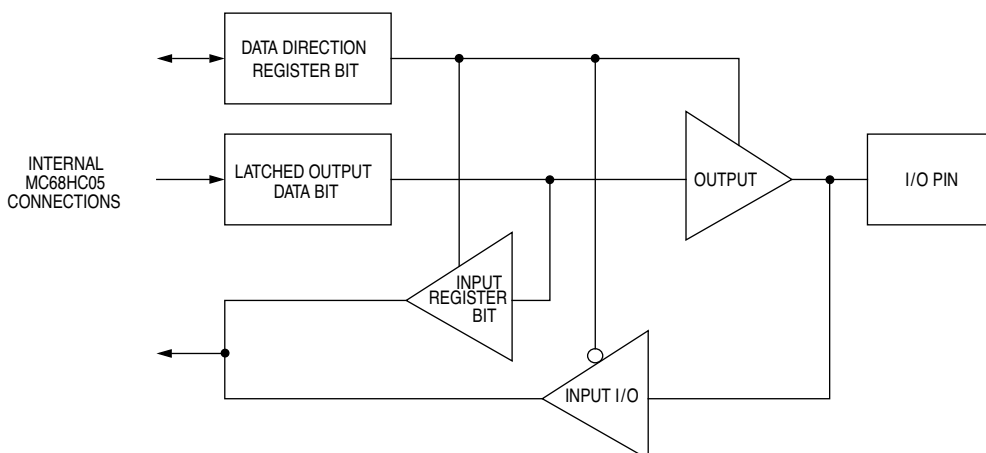 DATA DIRECTION
REGISTER BIT
INTERNAL
MC68HC05
CONNECTIONS
LATCHED OUTPUT
DATA BIT
OUTPUT
I/O PIN
INPUT
REGISTER
BIT
INPUT I/O